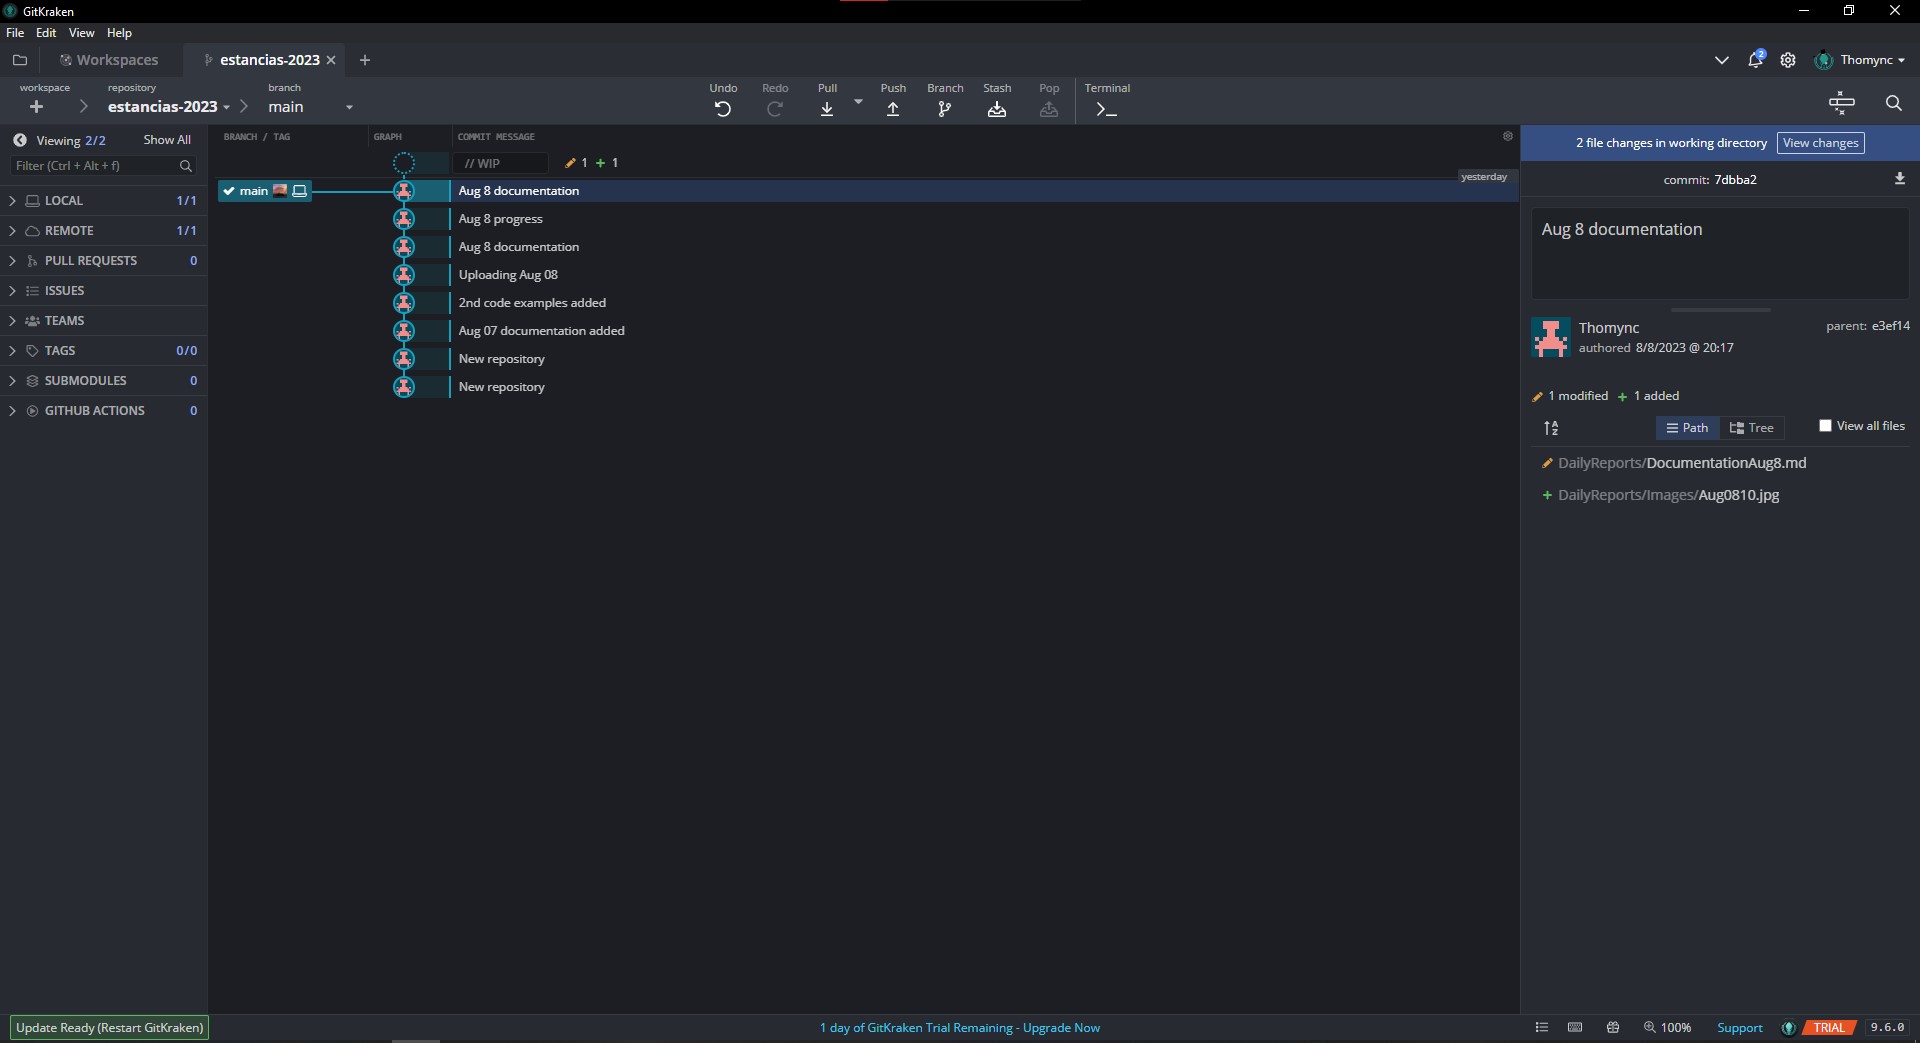 GitKraken
File Edit View Help
Workspaces estancias-2023 Thomync
2
workspace repository branch
estancias-2023 main
Undo Redo Pull Push Branch Stash Pop Terminal
Viewing 2/2 Show All
Filter (Ctrl + Alt + f)
LOCAL 1/1
REMOTE 1/1
PULL REQUESTS 0
ISSUES
TEAMS
TAGS 0/0
SUBMODULES 0
GITHUB ACTIONS 0
BRANCH / TAG GRAPH COMMIT MESSAGE
// WIP 1 + 1
yesterday
main Aug 8 documentation
Aug 8 progress
Aug 8 documentation
Uploading Aug 08
2nd code examples added
Aug 07 documentation added
New repository
New repository
2 file changes in working directory View changes
commit: 7dbba2
Aug 8 documentation
Thomync parent: e3ef14
authored 8/8/2023 @ 20:17
1 modified + 1 added
Path Tree View all files
DailyReports/DocumentationAug8.md
+ DailyReports/Images/Aug0810.jpg
Update Ready (Restart GitKraken) 1 day of GitKraken Trial Remaining - Upgrade Now 100% Support TRIAL 9.6.0